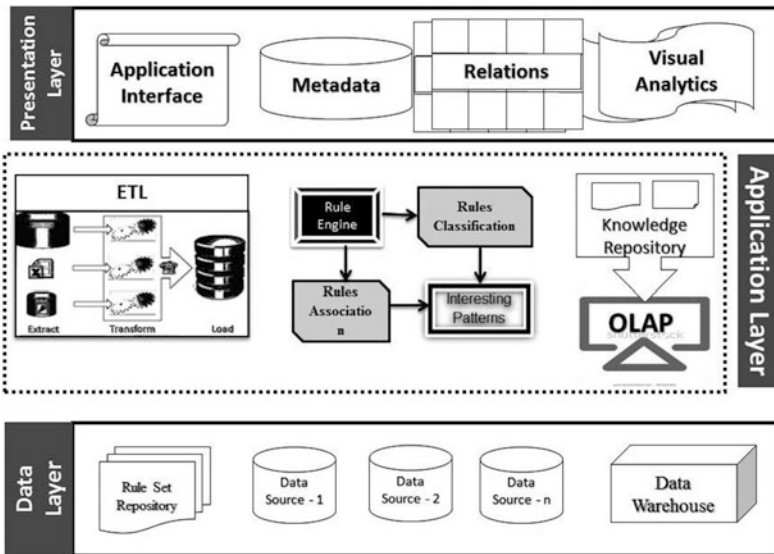 Presentation
Layer
Application
Interface
Metadata
Relations
Visual
Analytics
ETL
Extract
Transform
Load
Rule
Engine
Rules
Classification
Rules
Associatio
n
Interesting
Patterns
Knowledge
Repository
OLAP
Application Layer
Data
Layer
Rule Set
Repository
Data
Source - 1
Data
Source - 2
Data
Source - n
Data
Warehouse